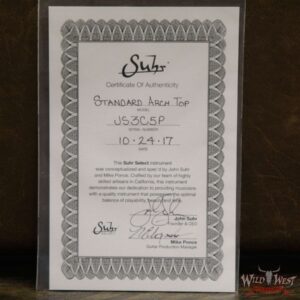 Suhr
Certificate Of Authenticity
STANDARD ARCH TOP
MODEL
JS3C5P
SERIAL NUMBER
10·24·17
DATE
This Suhr Select instrument
was conceptualized and spec'd by John Suhr
and Mike Ponce. Crafted by our team of highly
skilled artisans in California, this instrument
demonstrates our dedication to providing musicians
with a quality instrument that possesses the optimal
balance of playability, beauty and tone.
John Suhr
Founder & CEO
Suhr
Mike Ponce
Guitar Production Manager
WILD WEST